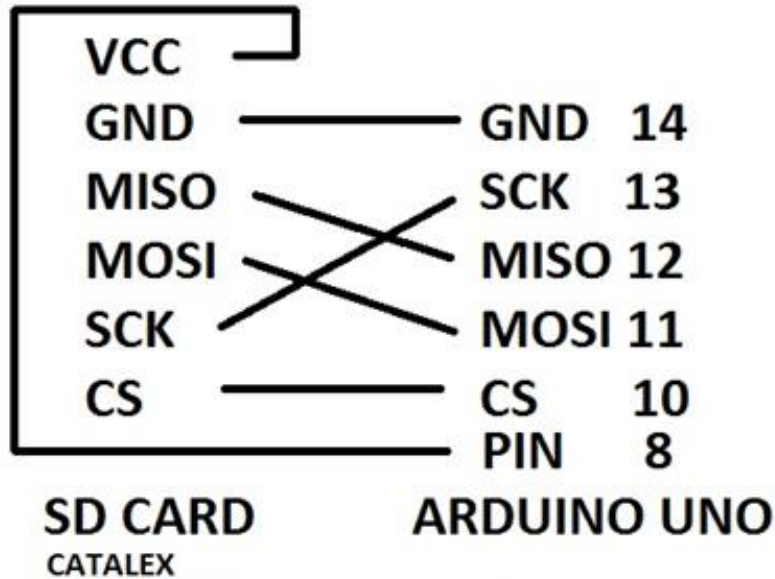 VCC
GND GND 14
MISO SCK 13
MOSI MISO 12
SCK MOSI 11
CS CS 10
PIN 8
SD CARD ARDUINO UNO
CATALEX